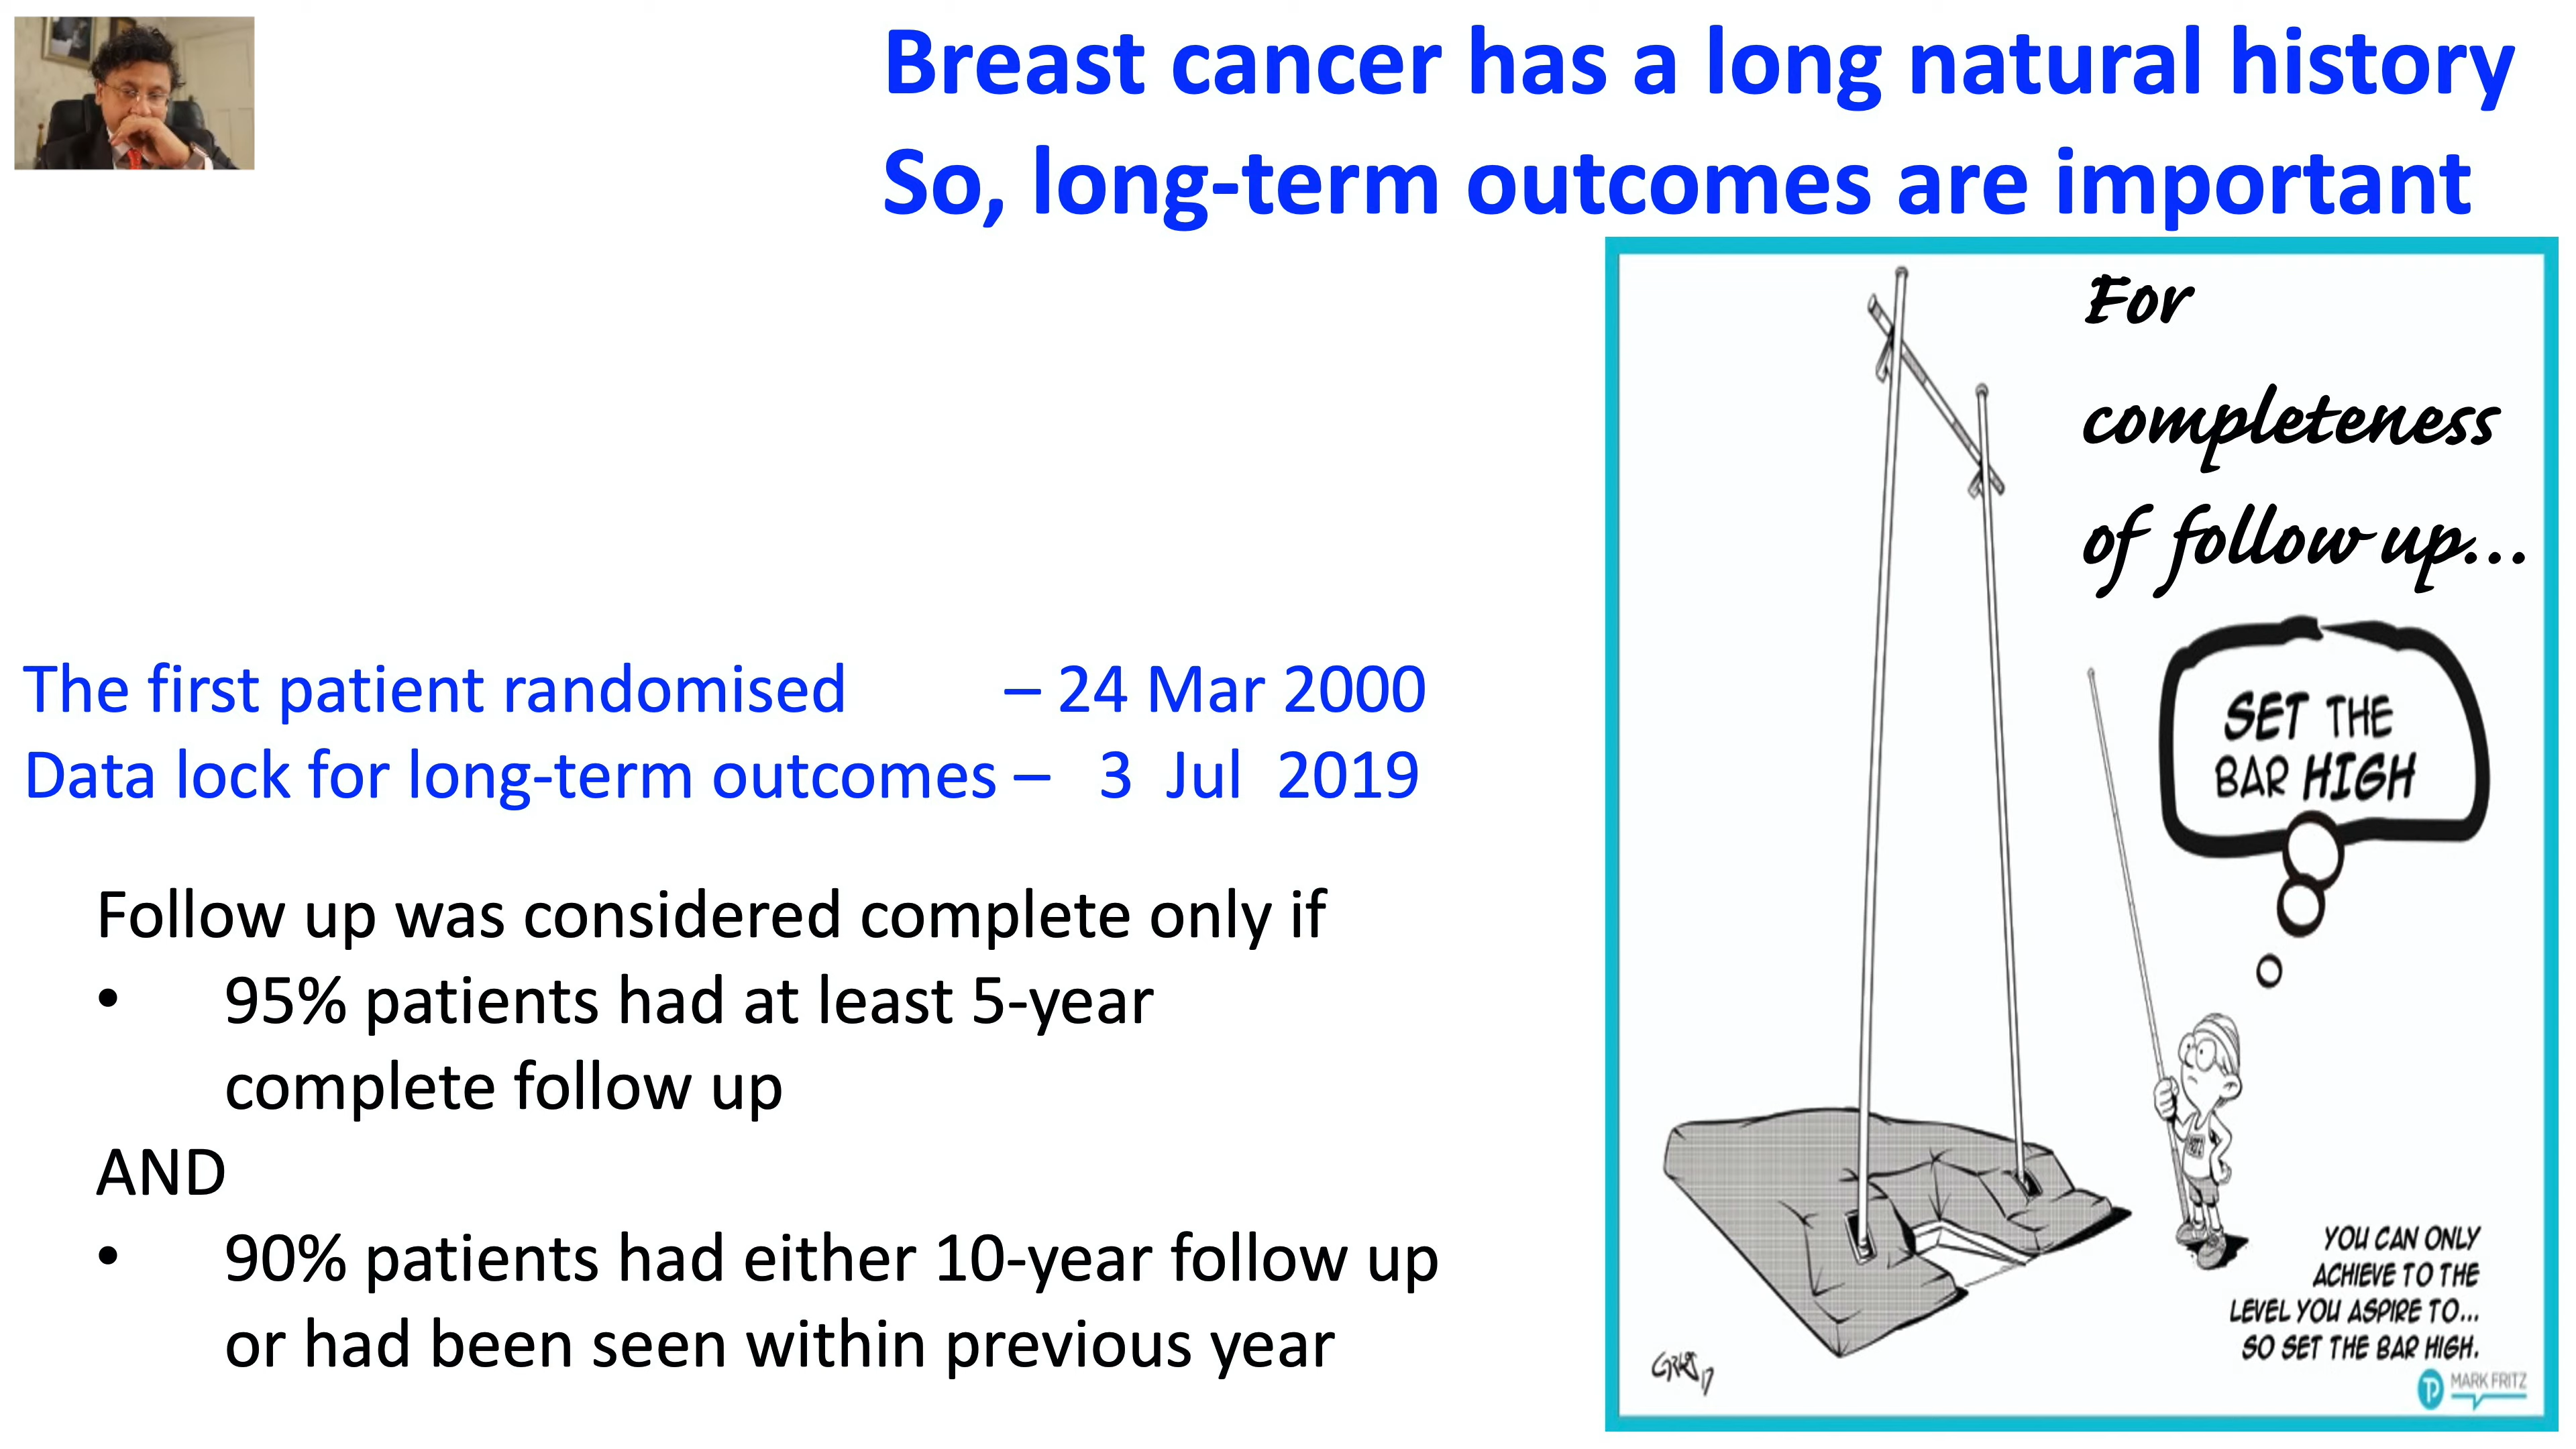 Breast cancer has a long natural history
So, long-term outcomes are important
For
completeness
of follow up...
SET THE
BAR HIGH
The first patient randomised – 24 Mar 2000
Data lock for long-term outcomes – 3 Jul 2019
Follow up was considered complete only if
• 95% patients had at least 5-year
complete follow up
AND
• 90% patients had either 10-year follow up
or had been seen within previous year
YOU CAN ONLY
ACHIEVE TO THE
LEVEL YOU ASPIRE TO...
SO SET THE BAR HIGH.
MARK FRITZ